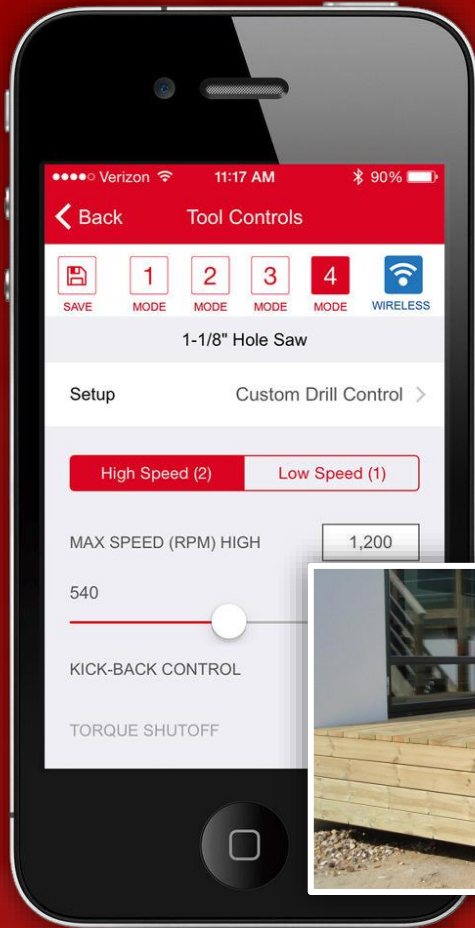 ●●●●○ Verizon 11:17 AM 90%
Back Tool Controls
1 2 3 4
SAVE MODE MODE MODE MODE WIRELESS
1-1/8" Hole Saw
Setup Custom Drill Control >
High Speed (2) Low Speed (1)
MAX SPEED (RPM) HIGH 1,200
540
KICK-BACK CONTROL
TORQUE SHUTOFF